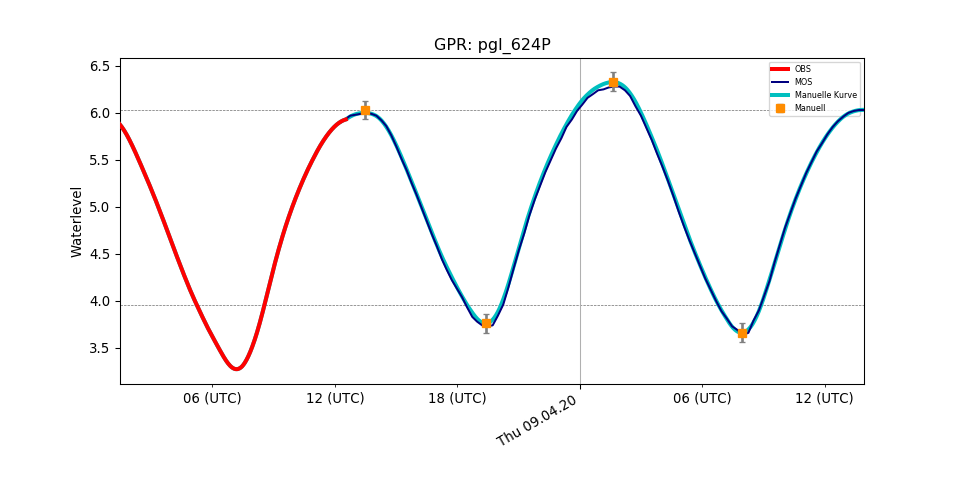 GPR: pgl_624P
6.5
6.0
5.5
5.0
4.5
4.0
3.5
Waterlevel
OBS
MOS
Manuelle Kurve
Manuell
06 (UTC)
12 (UTC)
18 (UTC)
Thu 09.04.20
06 (UTC)
12 (UTC)